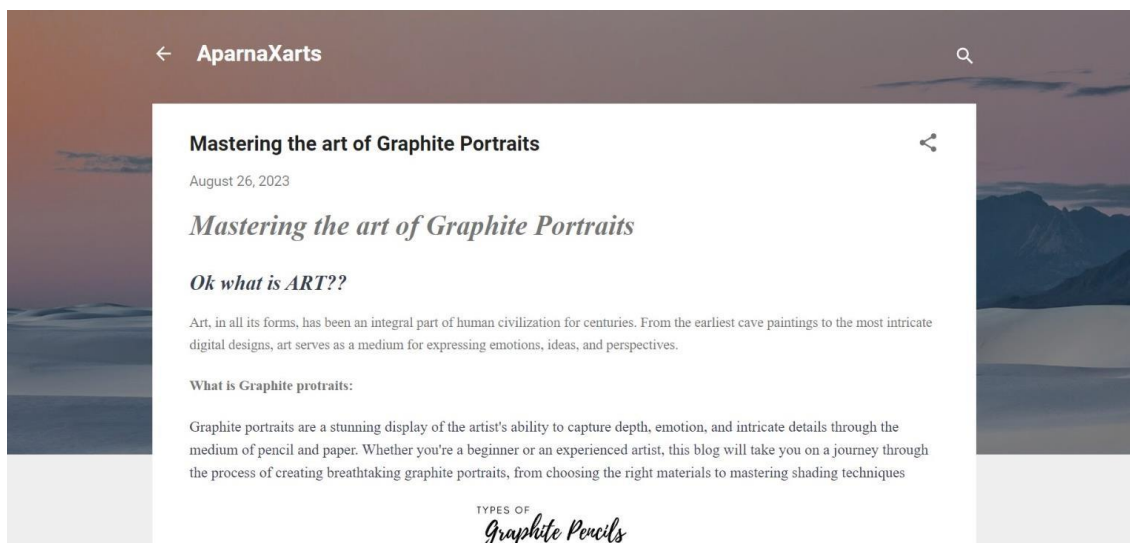 AparnaXarts
Mastering the art of Graphite Portraits
August 26, 2023
Mastering the art of Graphite Portraits
Ok what is ART??
Art, in all its forms, has been an integral part of human civilization for centuries. From the earliest cave paintings to the most intricate
digital designs, art serves as a medium for expressing emotions, ideas, and perspectives.
What is Graphite protraits:
Graphite portraits are a stunning display of the artist's ability to capture depth, emotion, and intricate details through the
medium of pencil and paper. Whether you're a beginner or an experienced artist, this blog will take you on a journey through
the process of creating breathtaking graphite portraits, from choosing the right materials to mastering shading techniques
TYPES OF
Graphite Pencils